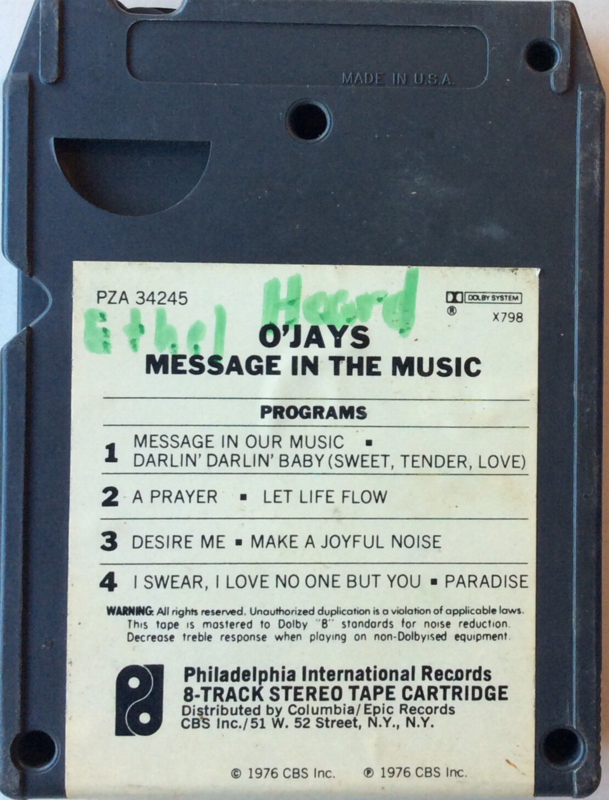 MADE IN U.S.A.
PZA 34245
DOLBY SYSTEM
®
X798
Ethel Heard
O'JAYS
MESSAGE IN THE MUSIC
PROGRAMS
1 MESSAGE IN OUR MUSIC ▪
DARLIN' DARLIN' BABY (SWEET, TENDER, LOVE)
2 A PRAYER ▪ LET LIFE FLOW
3 DESIRE ME ▪ MAKE A JOYFUL NOISE
4 I SWEAR, I LOVE NO ONE BUT YOU ▪ PARADISE
WARNING: All rights reserved. Unauthorized duplication is a violation of applicable laws.
This tape is mastered to Dolby "B" standards for noise reduction.
Decrease treble response when playing on non-Dolbyised equipment.
Philadelphia International Records
8-TRACK STEREO TAPE CARTRIDGE
Distributed by Columbia/Epic Records
CBS Inc./51 W. 52 Street, N.Y., N.Y.
© 1976 CBS Inc. ℗ 1976 CBS Inc.